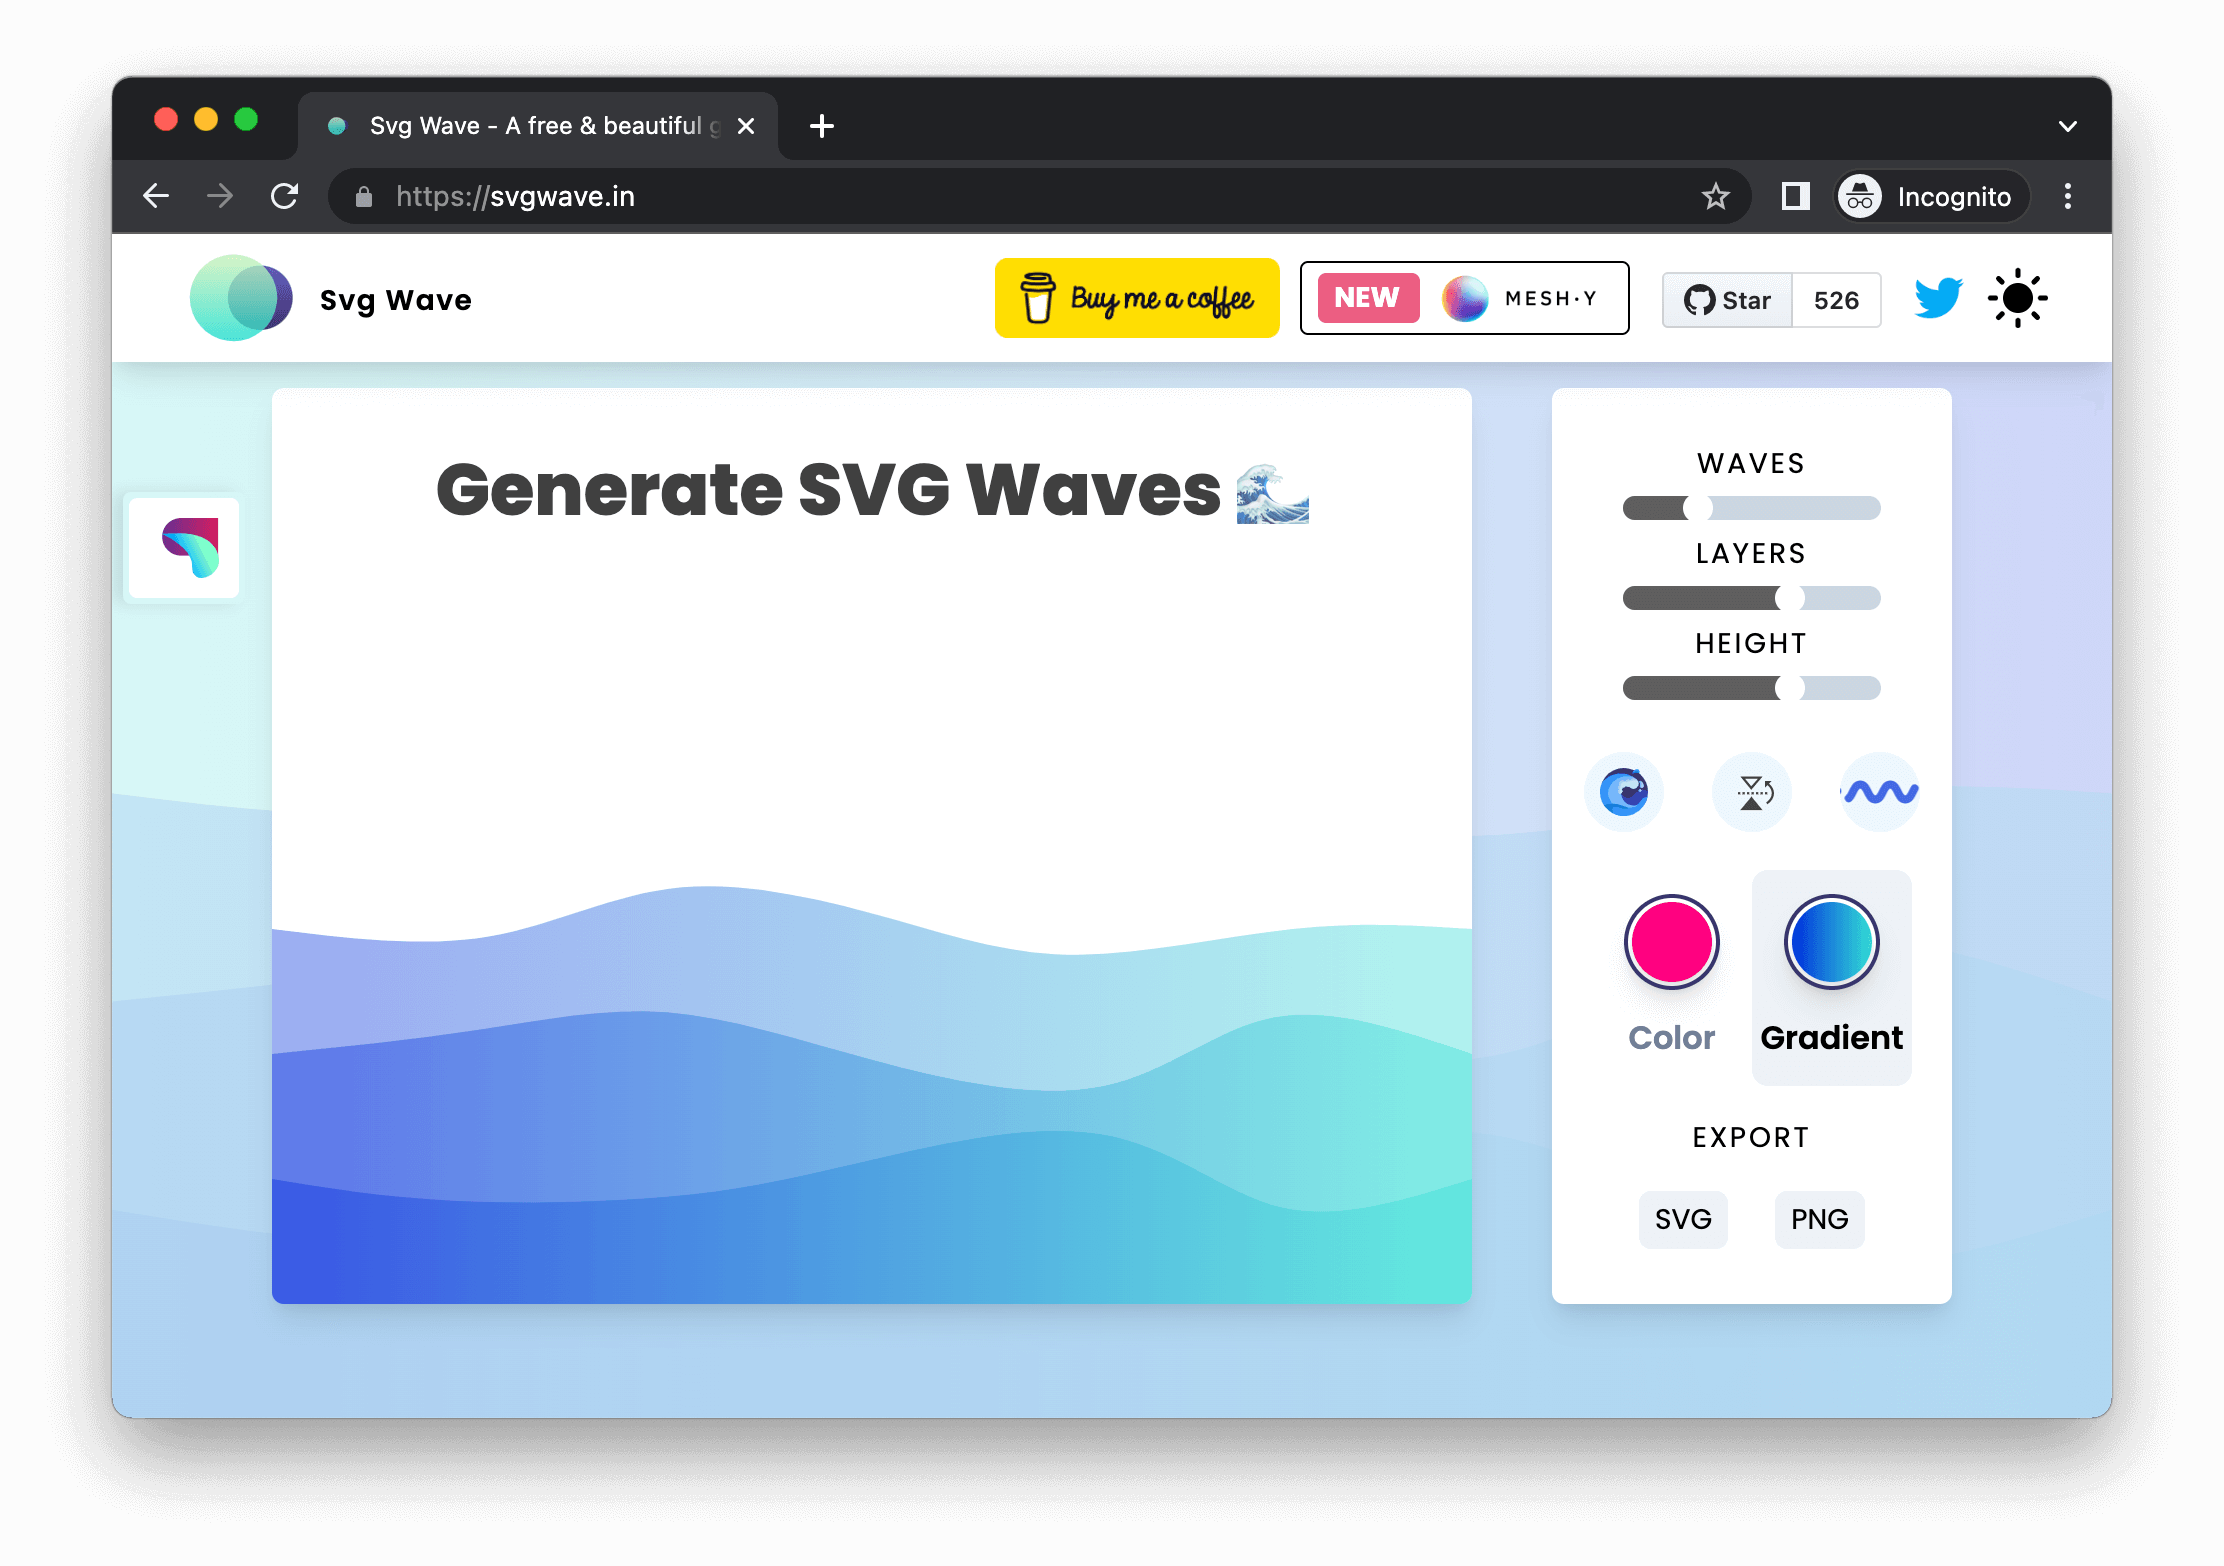 Svg Wave - A free & beautiful g
https://svgwave.in
Incognito
Svg Wave
Buy me a coffee
NEW
MESH·Y
Star
526
Generate SVG Waves 🌊
WAVES
LAYERS
HEIGHT
Color
Gradient
EXPORT
SVG
PNG